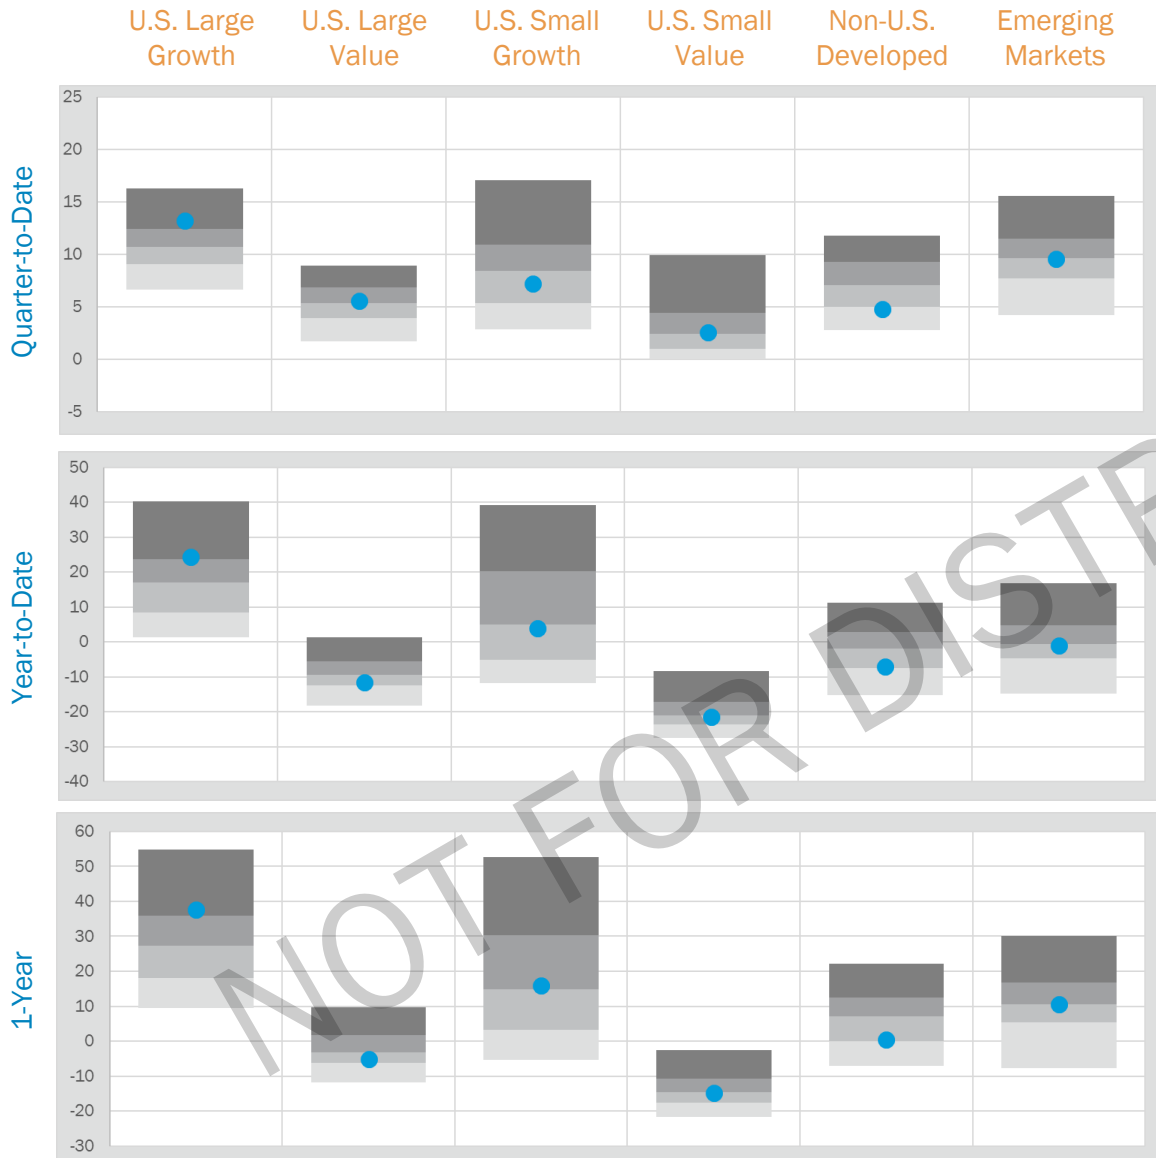 U.S. Large Growth
U.S. Large Value
U.S. Small Growth
U.S. Small Value
Non-U.S. Developed
Emerging Markets
Quarter-to-Date
25
20
15
10
5
0
-5
Year-to-Date
50
40
30
20
10
0
-10
-20
-30
-40
1-Year
60
50
40
30
20
10
0
-10
-20
-30
NOT FOR DISTR